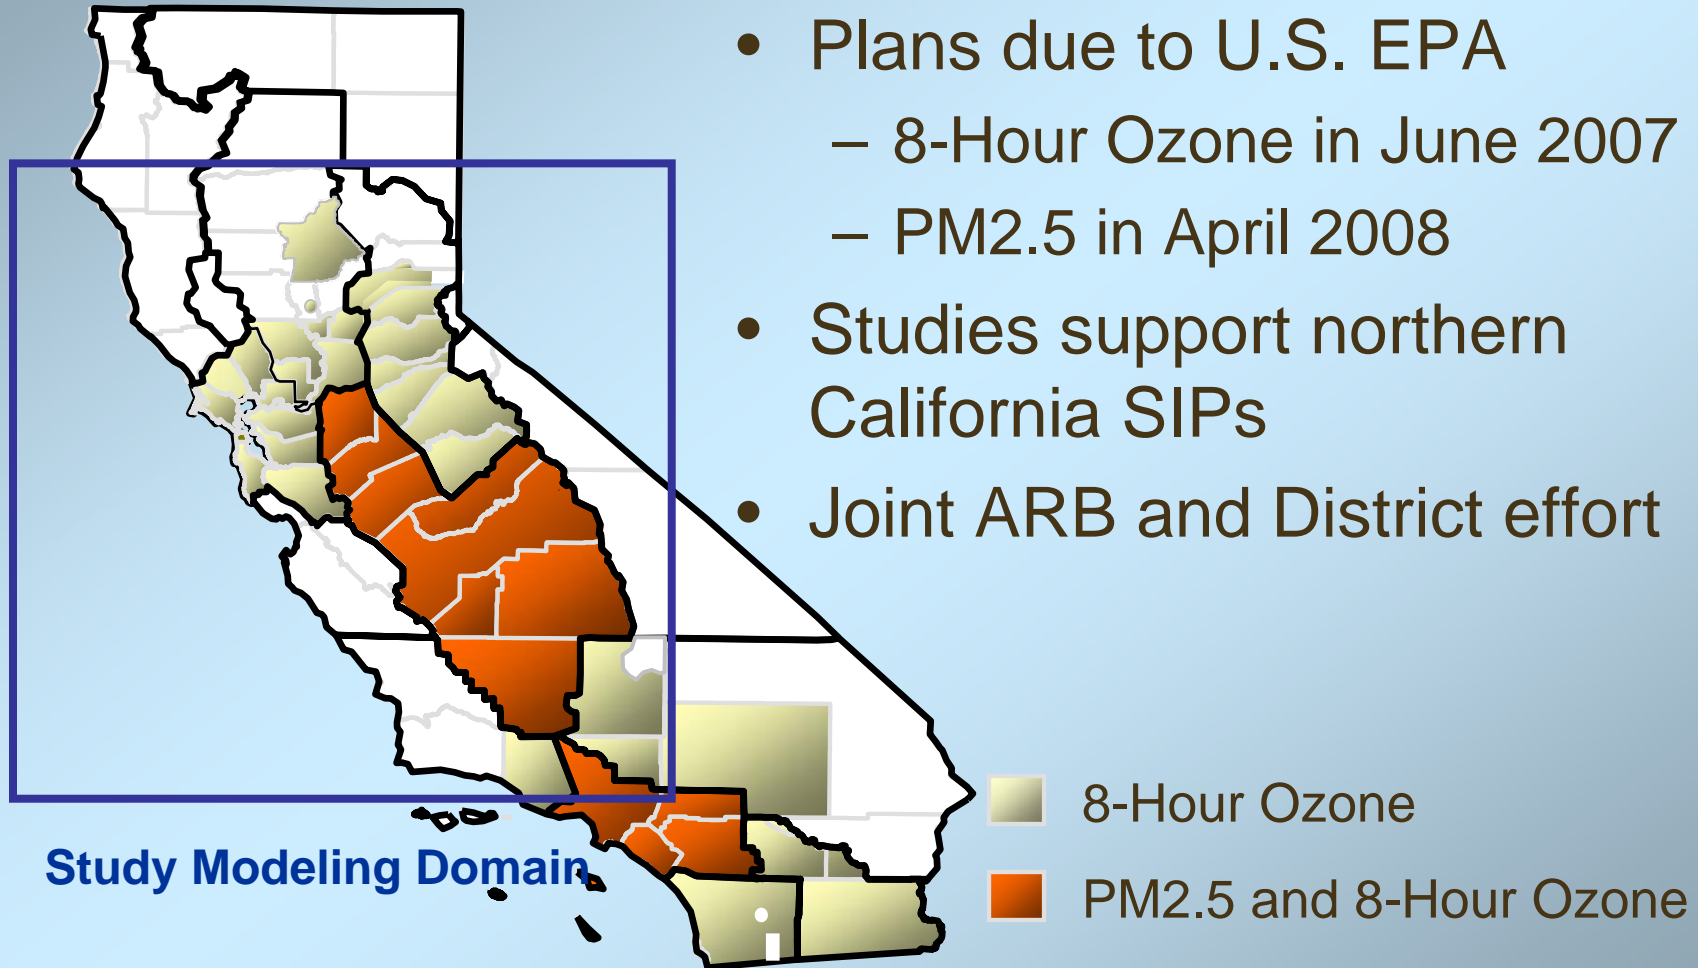 • Plans due to U.S. EPA
– 8-Hour Ozone in June 2007
– PM2.5 in April 2008
• Studies support northern
California SIPs
• Joint ARB and District effort
8-Hour Ozone
Study Modeling Domain
PM2.5 and 8-Hour Ozone